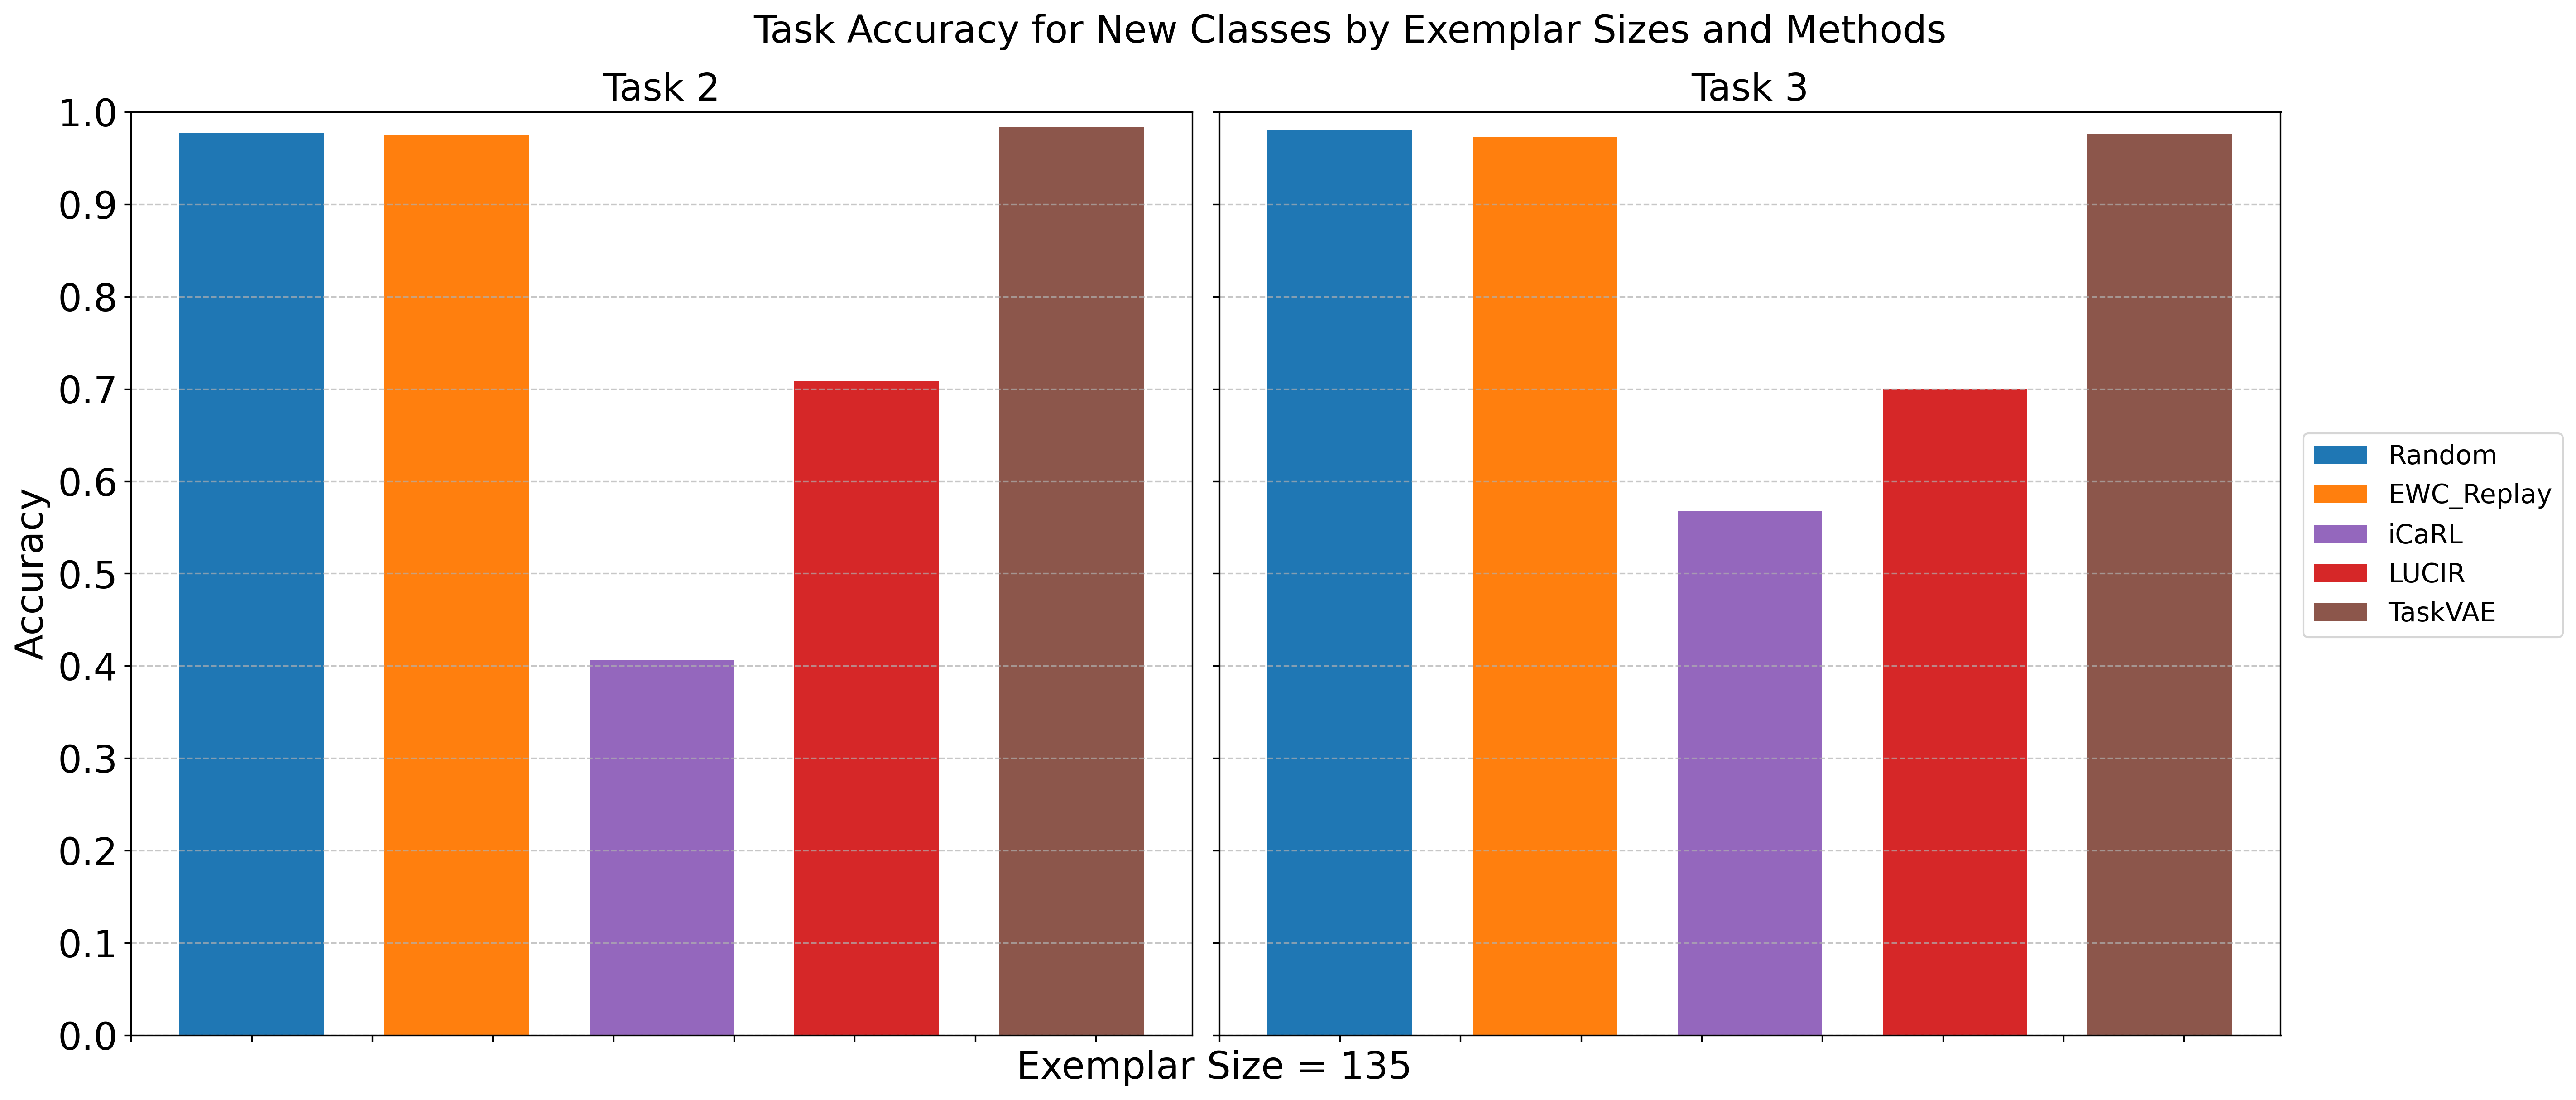 Task Accuracy for New Classes by Exemplar Sizes and Methods
Task 2
Task 3
1.0
0.9
0.8
0.7
0.6
0.5
0.4
0.3
0.2
0.1
0.0
Accuracy
Exemplar Size = 135
Random
EWC_Replay
iCaRL
LUCIR
TaskVAE